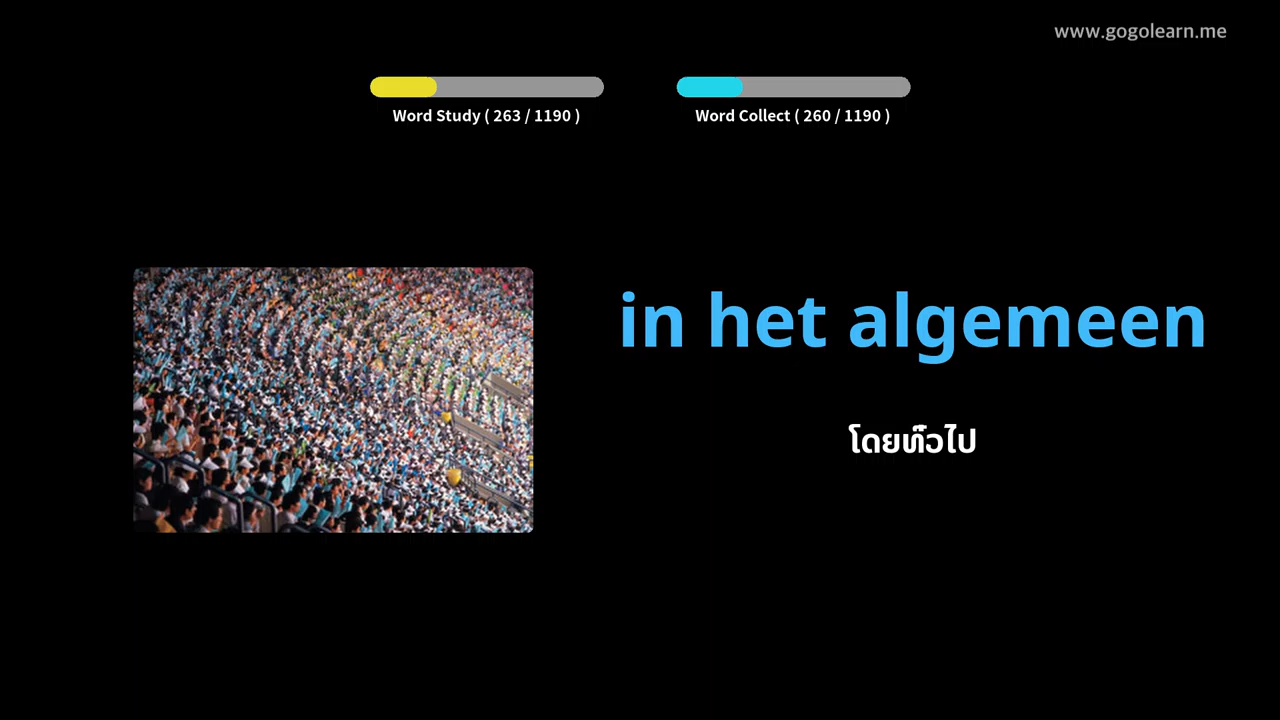 www.gogolearn.me
Word Study ( 263 / 1190 )
Word Collect ( 260 / 1190 )
in het algemeen
โดยทั่วไป